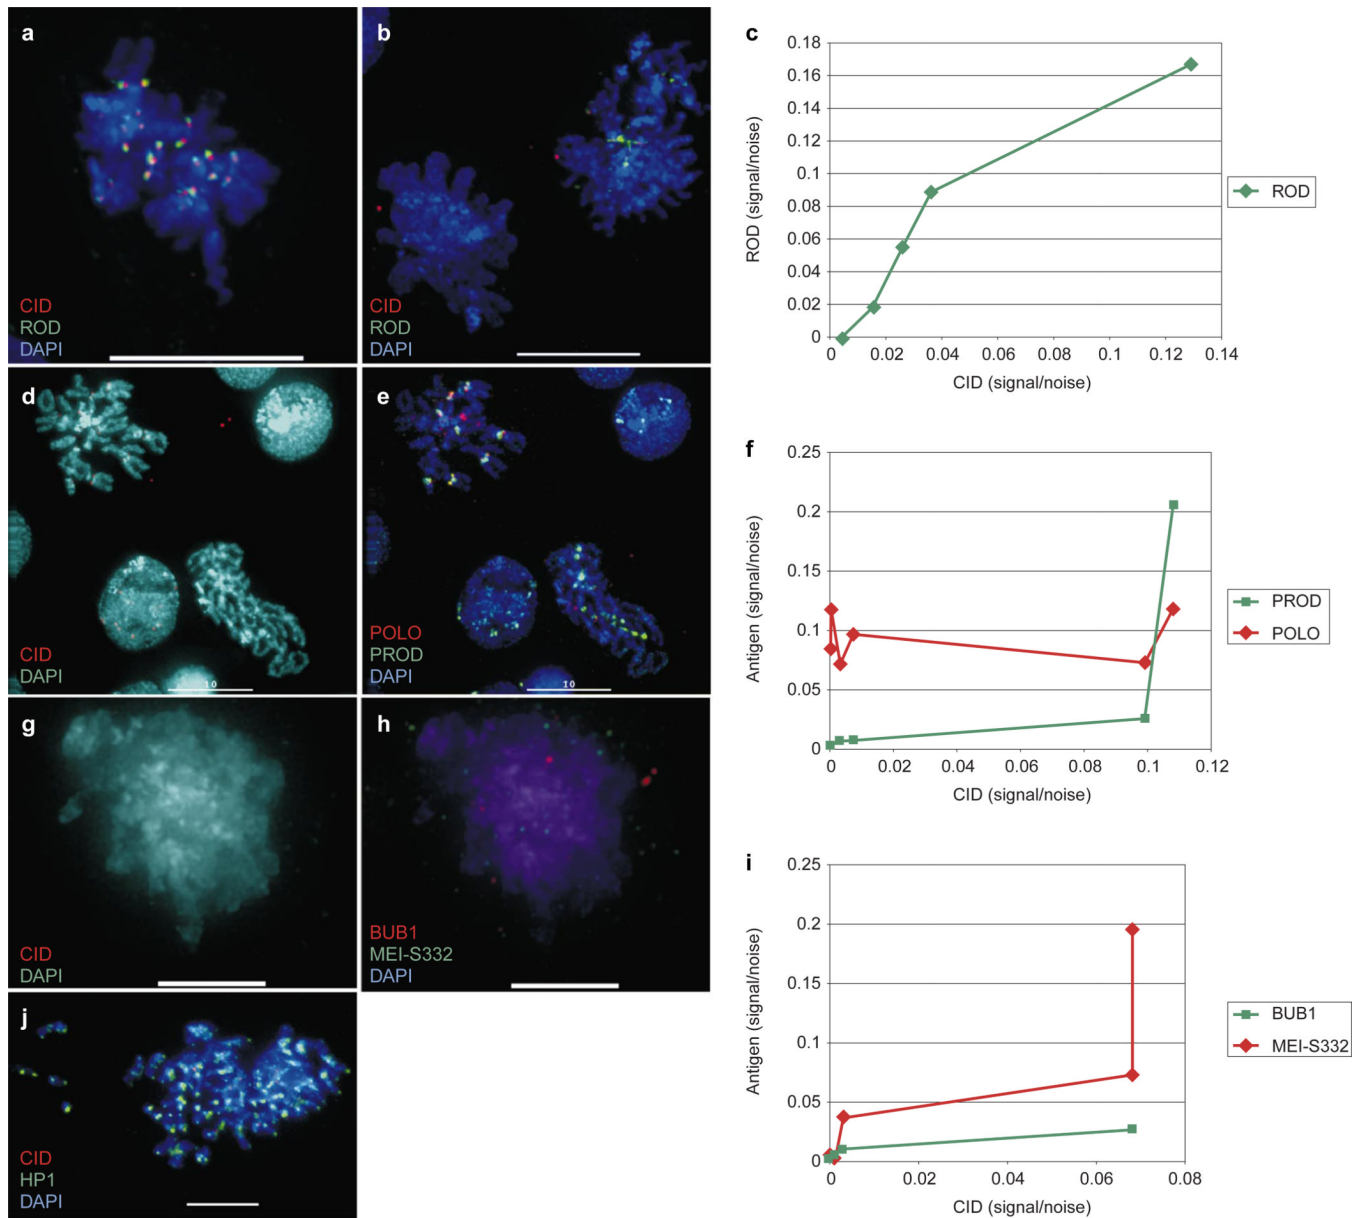 a
CID
ROD
DAPI
b
CID
ROD
DAPI
c
ROD (signal/noise)
0.18
0.16
0.14
0.12
0.10
0.08
0.06
0.04
0.02
0
0 0.02 0.04 0.06 0.08 0.1 0.12 0.14
CID (signal/noise)
ROD
d
CID
DAPI
e
POLO
PROD
DAPI
10
10
f
Antigen (signal/noise)
0.25
0.2
0.15
0.1
0.05
0
0 0.02 0.04 0.06 0.08 0.1 0.12
CID (signal/noise)
PROD
POLO
g
CID
DAPI
h
BUB1
MEI-S332
DAPI
i
Antigen (signal/noise)
0.25
0.2
0.15
0.1
0.05
0
0 0.02 0.04 0.06 0.08
CID (signal/noise)
BUB1
MEI-S332
j
CID
HP1
DAPI